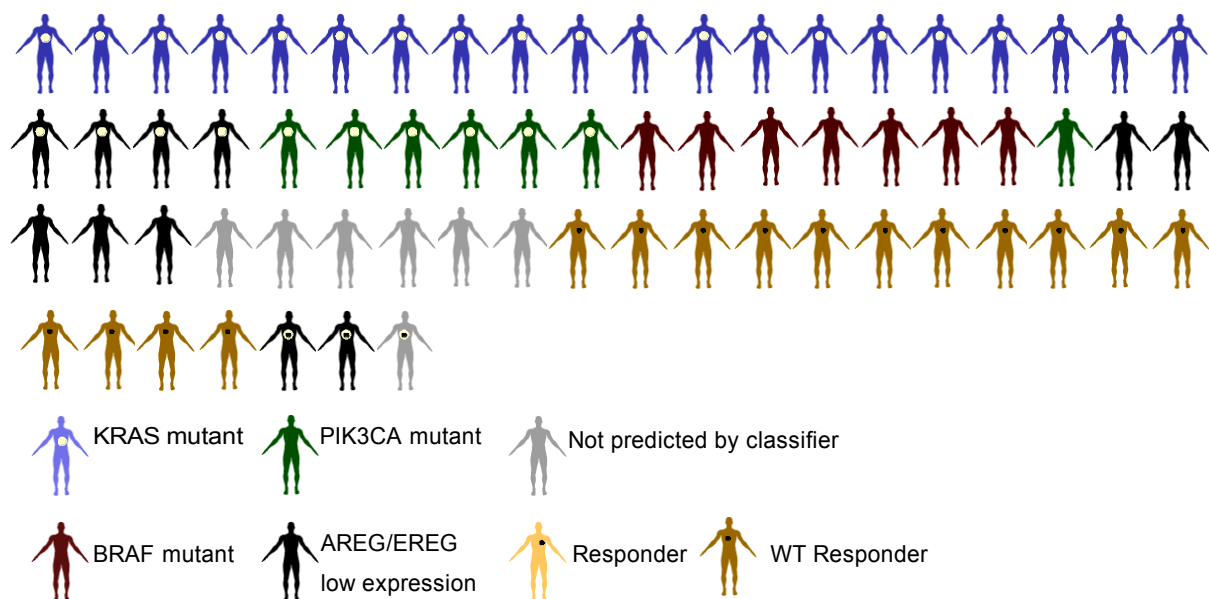 KRAS mutant
PIK3CA mutant
Not predicted by classifier
BRAF mutant
AREG/EREG
low expression
Responder
WT Responder